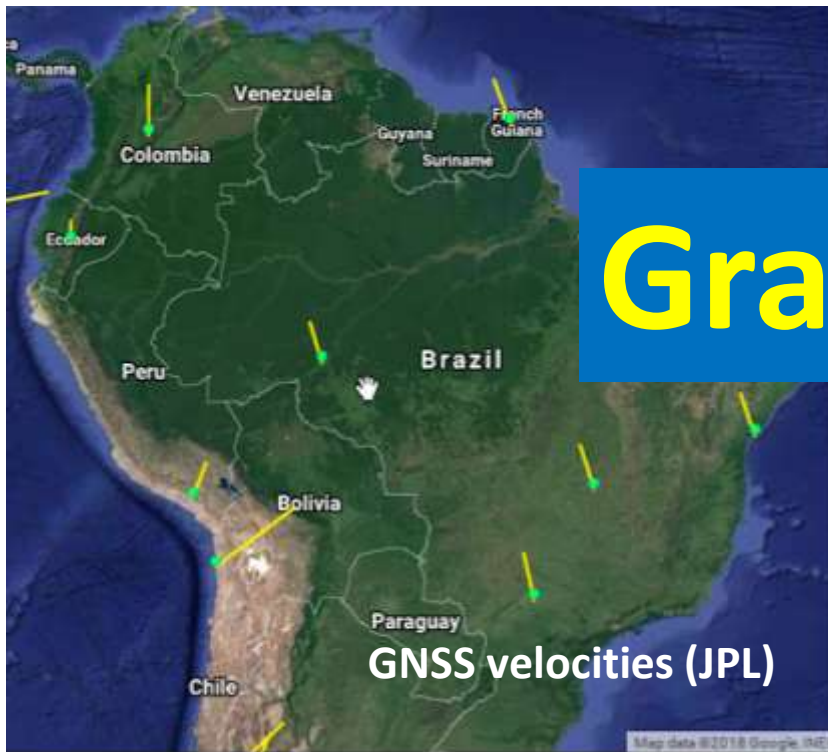 Panama
Venezuela
French
Guiana
Guyana
Suriname
Colombia
Ecuador
Gra
Brazil
Peru
Bolivia
Paraguay
GNSS velocities (JPL)
Chile
Map data ©2018 Google, INE